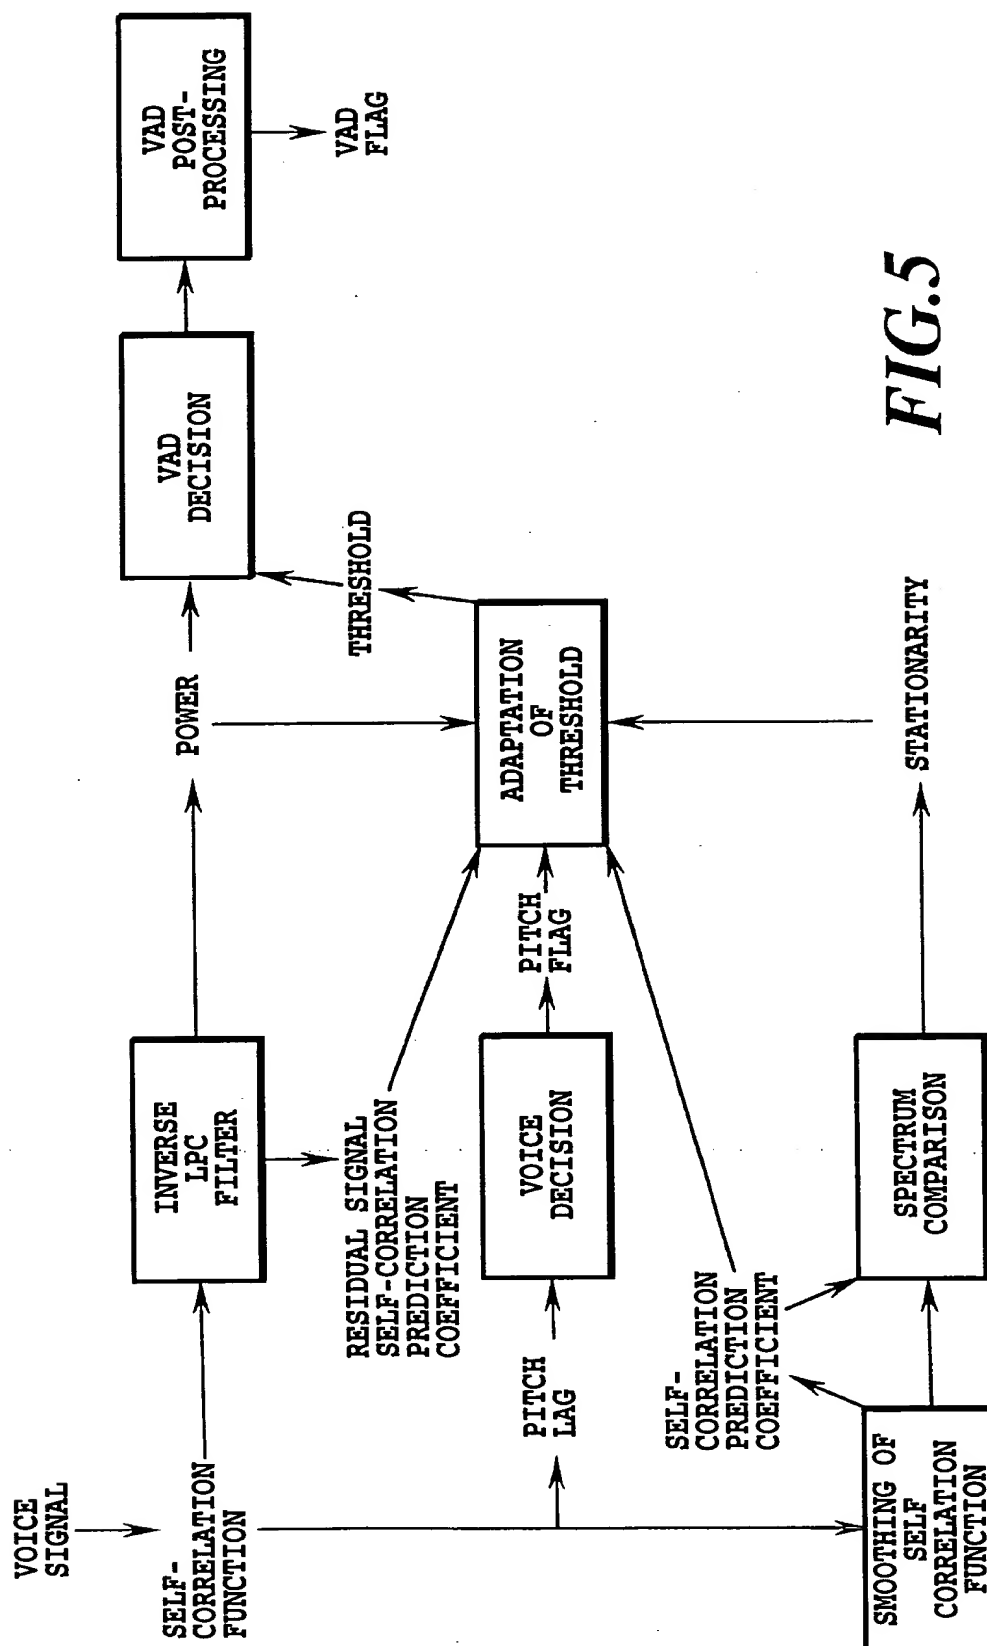 VOICE
SIGNAL
SELF-
CORRELATION
FUNCTION
INVERSE
LPC
FILTER
POWER
VAD
DECISION
VAD
POST-
PROCESSING
VAD
FLAG
RESIDUAL SIGNAL
SELF-CORRELATION
PREDICTION
COEFFICIENT
THRESHOLD
PITCH
LAG
VOICE
DECISION
PITCH
FLAG
ADAPTATION
OF
THRESHOLD
SELF-
CORRELATION
PREDICTION
COEFFICIENT
SMOOTHING OF
SELF
CORRELATION
FUNCTION
SPECTRUM
COMPARISON
STATIONARITY
FIG.5